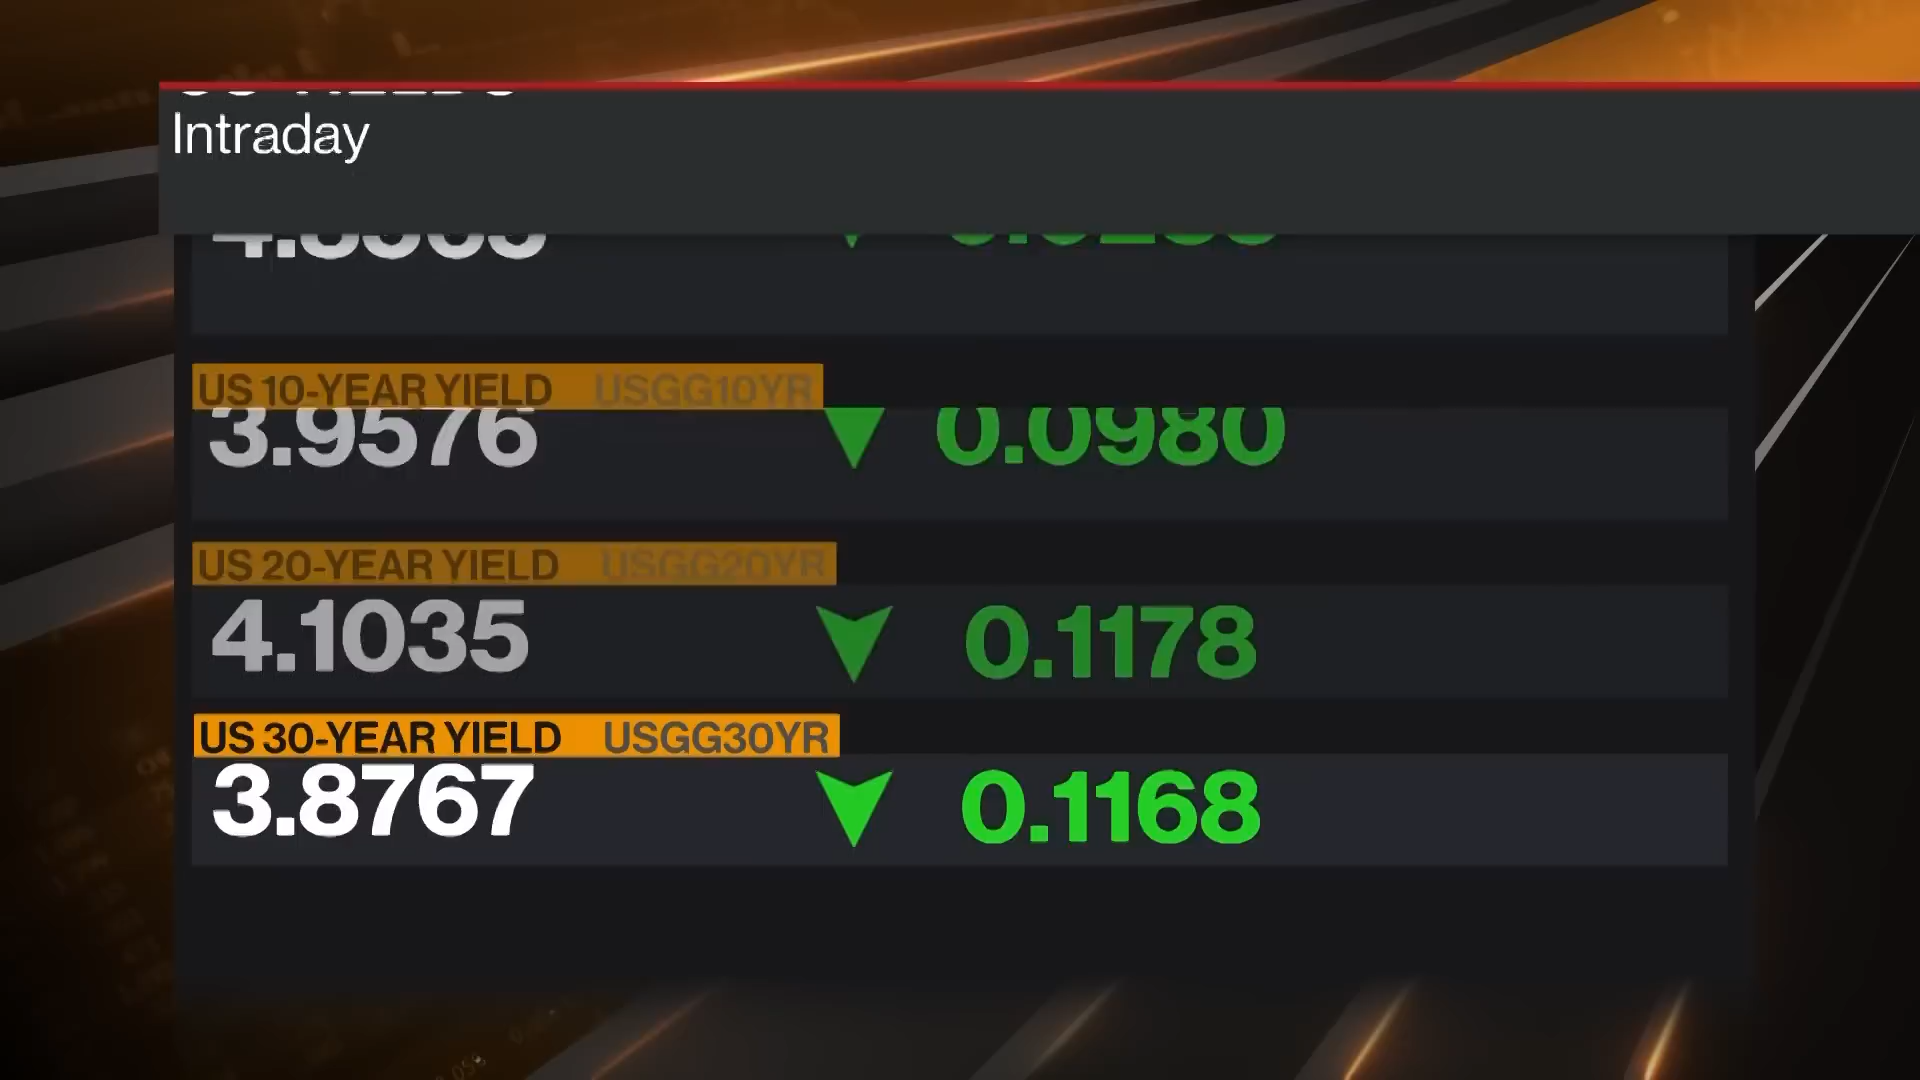 Intraday
US 10-YEAR YIELD USGG10YR
3.9576 ▼ 0.0980
US 20-YEAR YIELD USGG20YR
4.1035 ▼ 0.1178
US 30-YEAR YIELD USGG30YR
3.8767 ▼ 0.1168